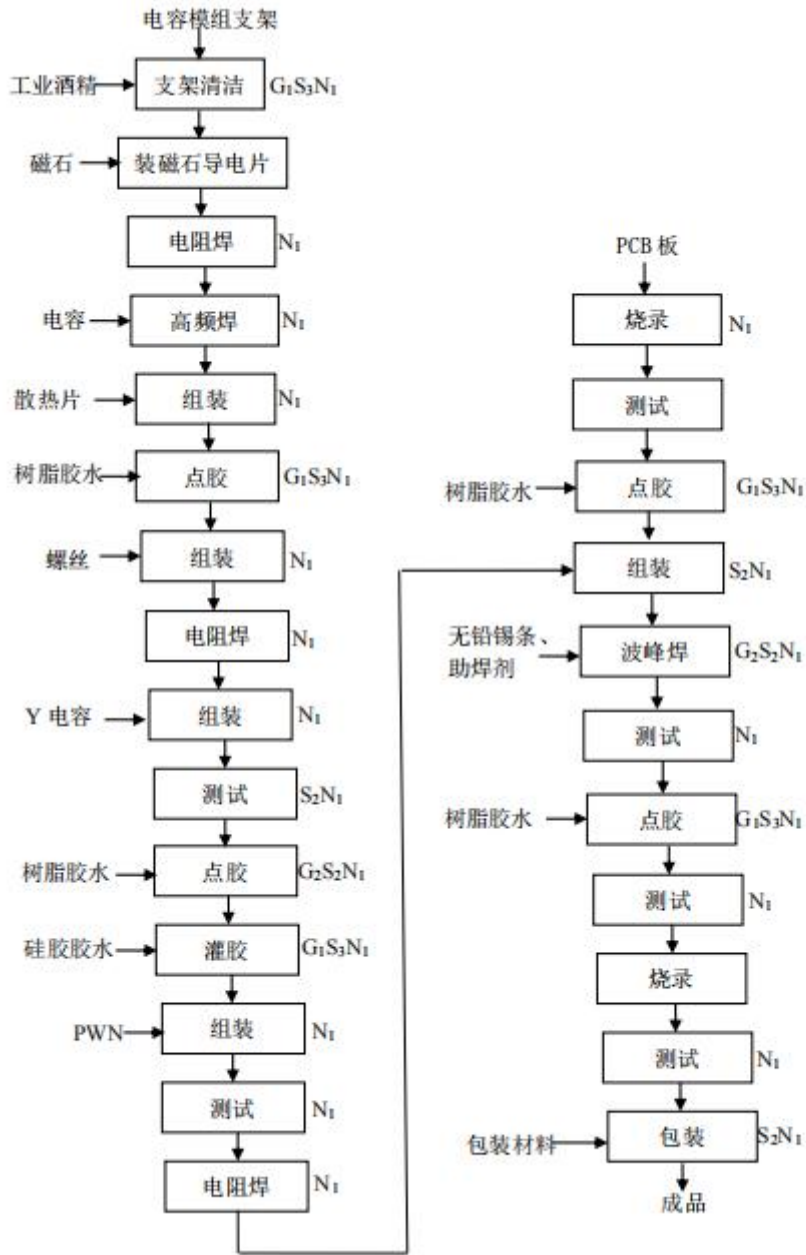 电容模组支架
工业酒精 支架清洁 G₁S₃N₁
磁石 装磁石导电片
电阻焊 N₁
电容 高频焊 N₁
散热片 组装 N₁
树脂胶水 点胶 G₁S₃N₁
螺丝 组装 N₁
电阻焊 N₁
Y 电容 组装 N₁
测试 S₂N₁
树脂胶水 点胶 G₂S₂N₁
硅胶胶水 灌胶 G₁S₃N₁
PWN 组装 N₁
测试 N₁
电阻焊 N₁
PCB 板
烧录 N₁
测试
树脂胶水 点胶 G₁S₃N₁
组装 S₂N₁
无铅锡条、
助焊剂 波峰焊 G₂S₂N₁
测试 N₁
树脂胶水 点胶 G₁S₃N₁
测试 N₁
烧录
测试 N₁
包装材料 包装 S₂N₁
成品